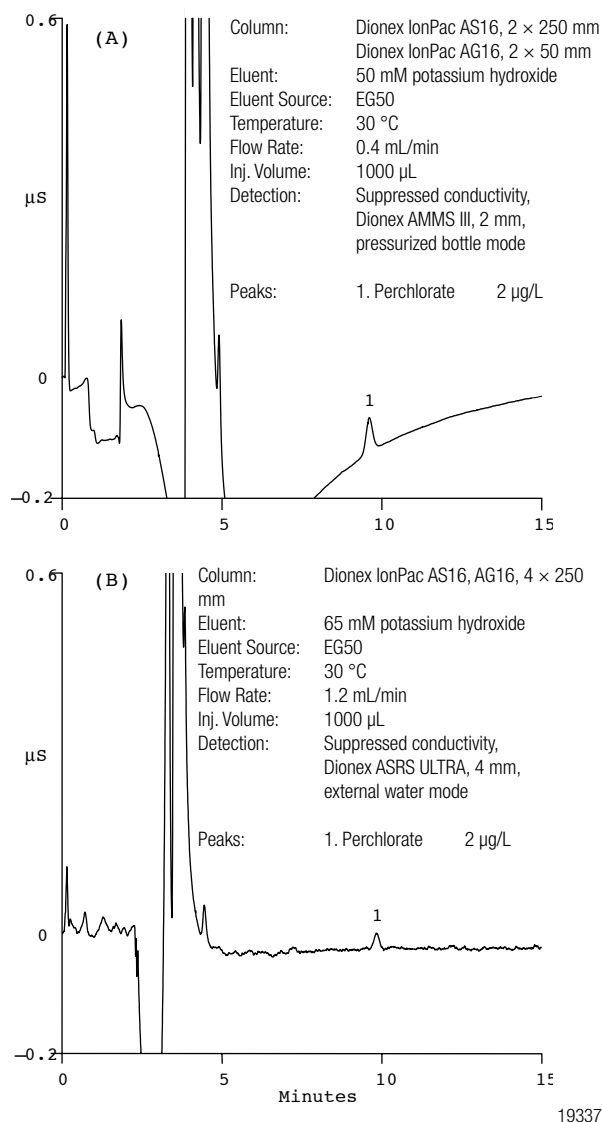 0.6
(A)
Column: Dionex IonPac AS16, 2 × 250 mm
Dionex IonPac AG16, 2 × 50 mm
Eluent: 50 mM potassium hydroxide
Eluent Source: EG50
Temperature: 30 °C
Flow Rate: 0.4 mL/min
Inj. Volume: 1000 µL
Detection: Suppressed conductivity,
Dionex AMMS III, 2 mm,
pressurized bottle mode
µS
Peaks: 1. Perchlorate 2 µg/L
0
1
–0.2
0 5 10 15
0.6
(B)
Column: Dionex IonPac AS16, AG16, 4 × 250
mm
Eluent: 65 mM potassium hydroxide
Eluent Source: EG50
Temperature: 30 °C
Flow Rate: 1.2 mL/min
Inj. Volume: 1000 µL
Detection: Suppressed conductivity,
Dionex ASRS ULTRA, 4 mm,
external water mode
µS
Peaks: 1. Perchlorate 2 µg/L
1
0
–0.2
0 5 10 15
Minutes
19337